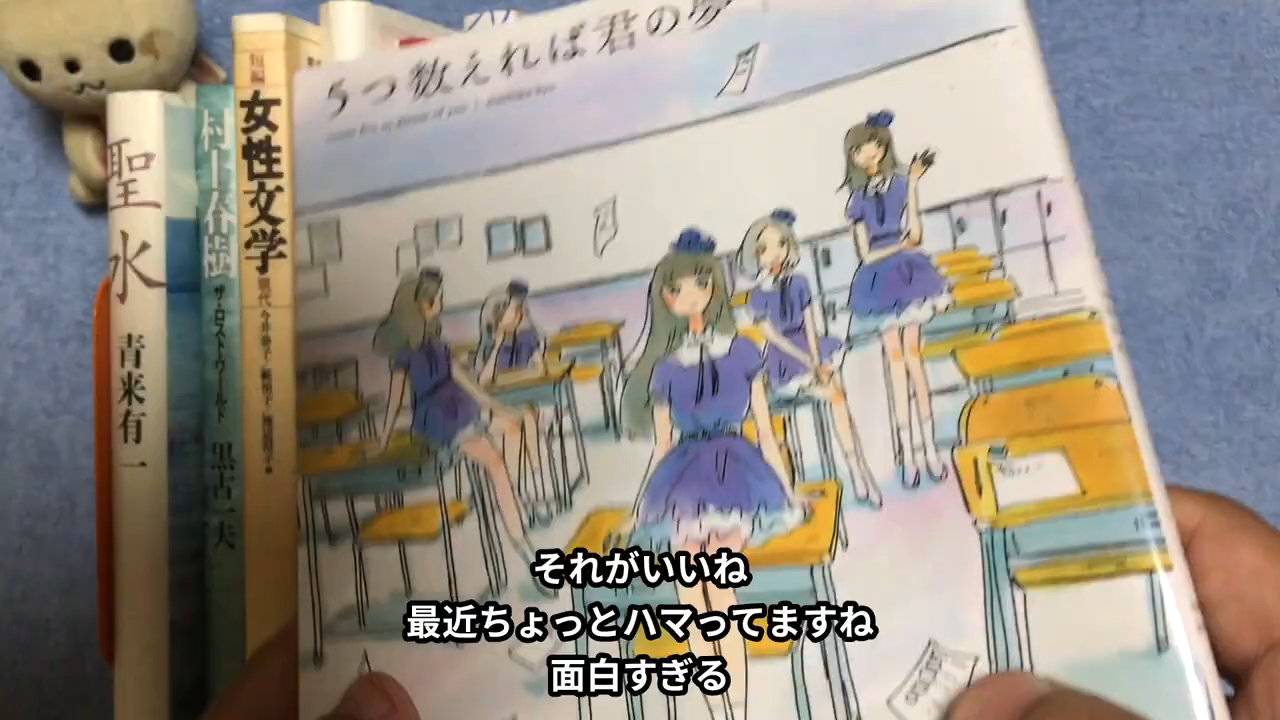 5つ数えれば君の夢
聖水
青来有一
村上春樹
ザ・ロスト・ワールド
黒古一夫
短編
女性文学
現代
それがいいね
最近ちょっとハマってますね
面白すぎる